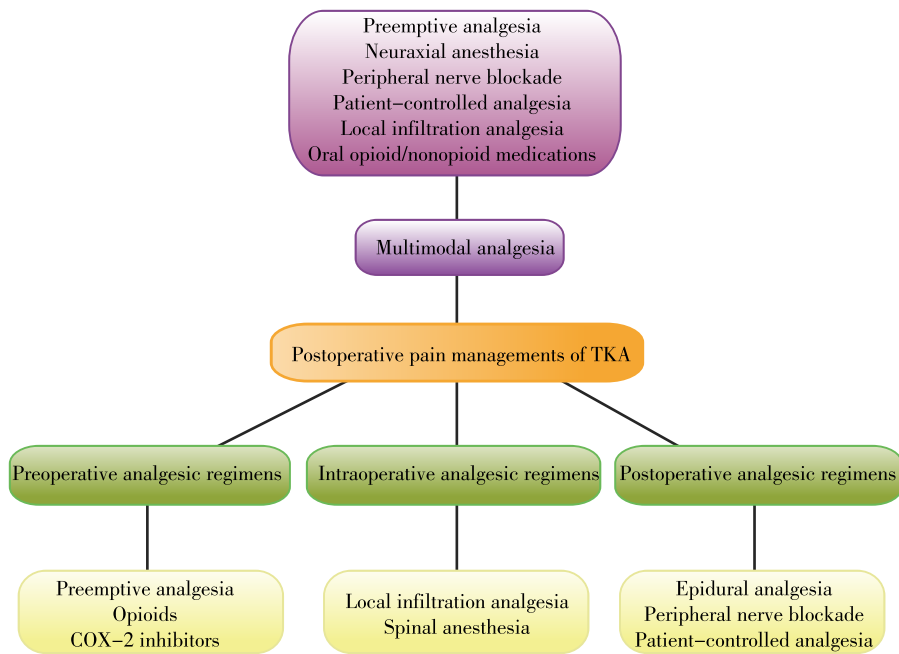 Preemptive analgesia
Neuraxial anesthesia
Peripheral nerve blockade
Patient-controlled analgesia
Local infiltration analgesia
Oral opioid/nonopioid medications
Multimodal analgesia
Postoperative pain managements of TKA
Preoperative analgesic regimens
Intraoperative analgesic regimens
Postoperative analgesic regimens
Preemptive analgesia
Opioids
COX-2 inhibitors
Local infiltration analgesia
Spinal anesthesia
Epidural analgesia
Peripheral nerve blockade
Patient-controlled analgesia